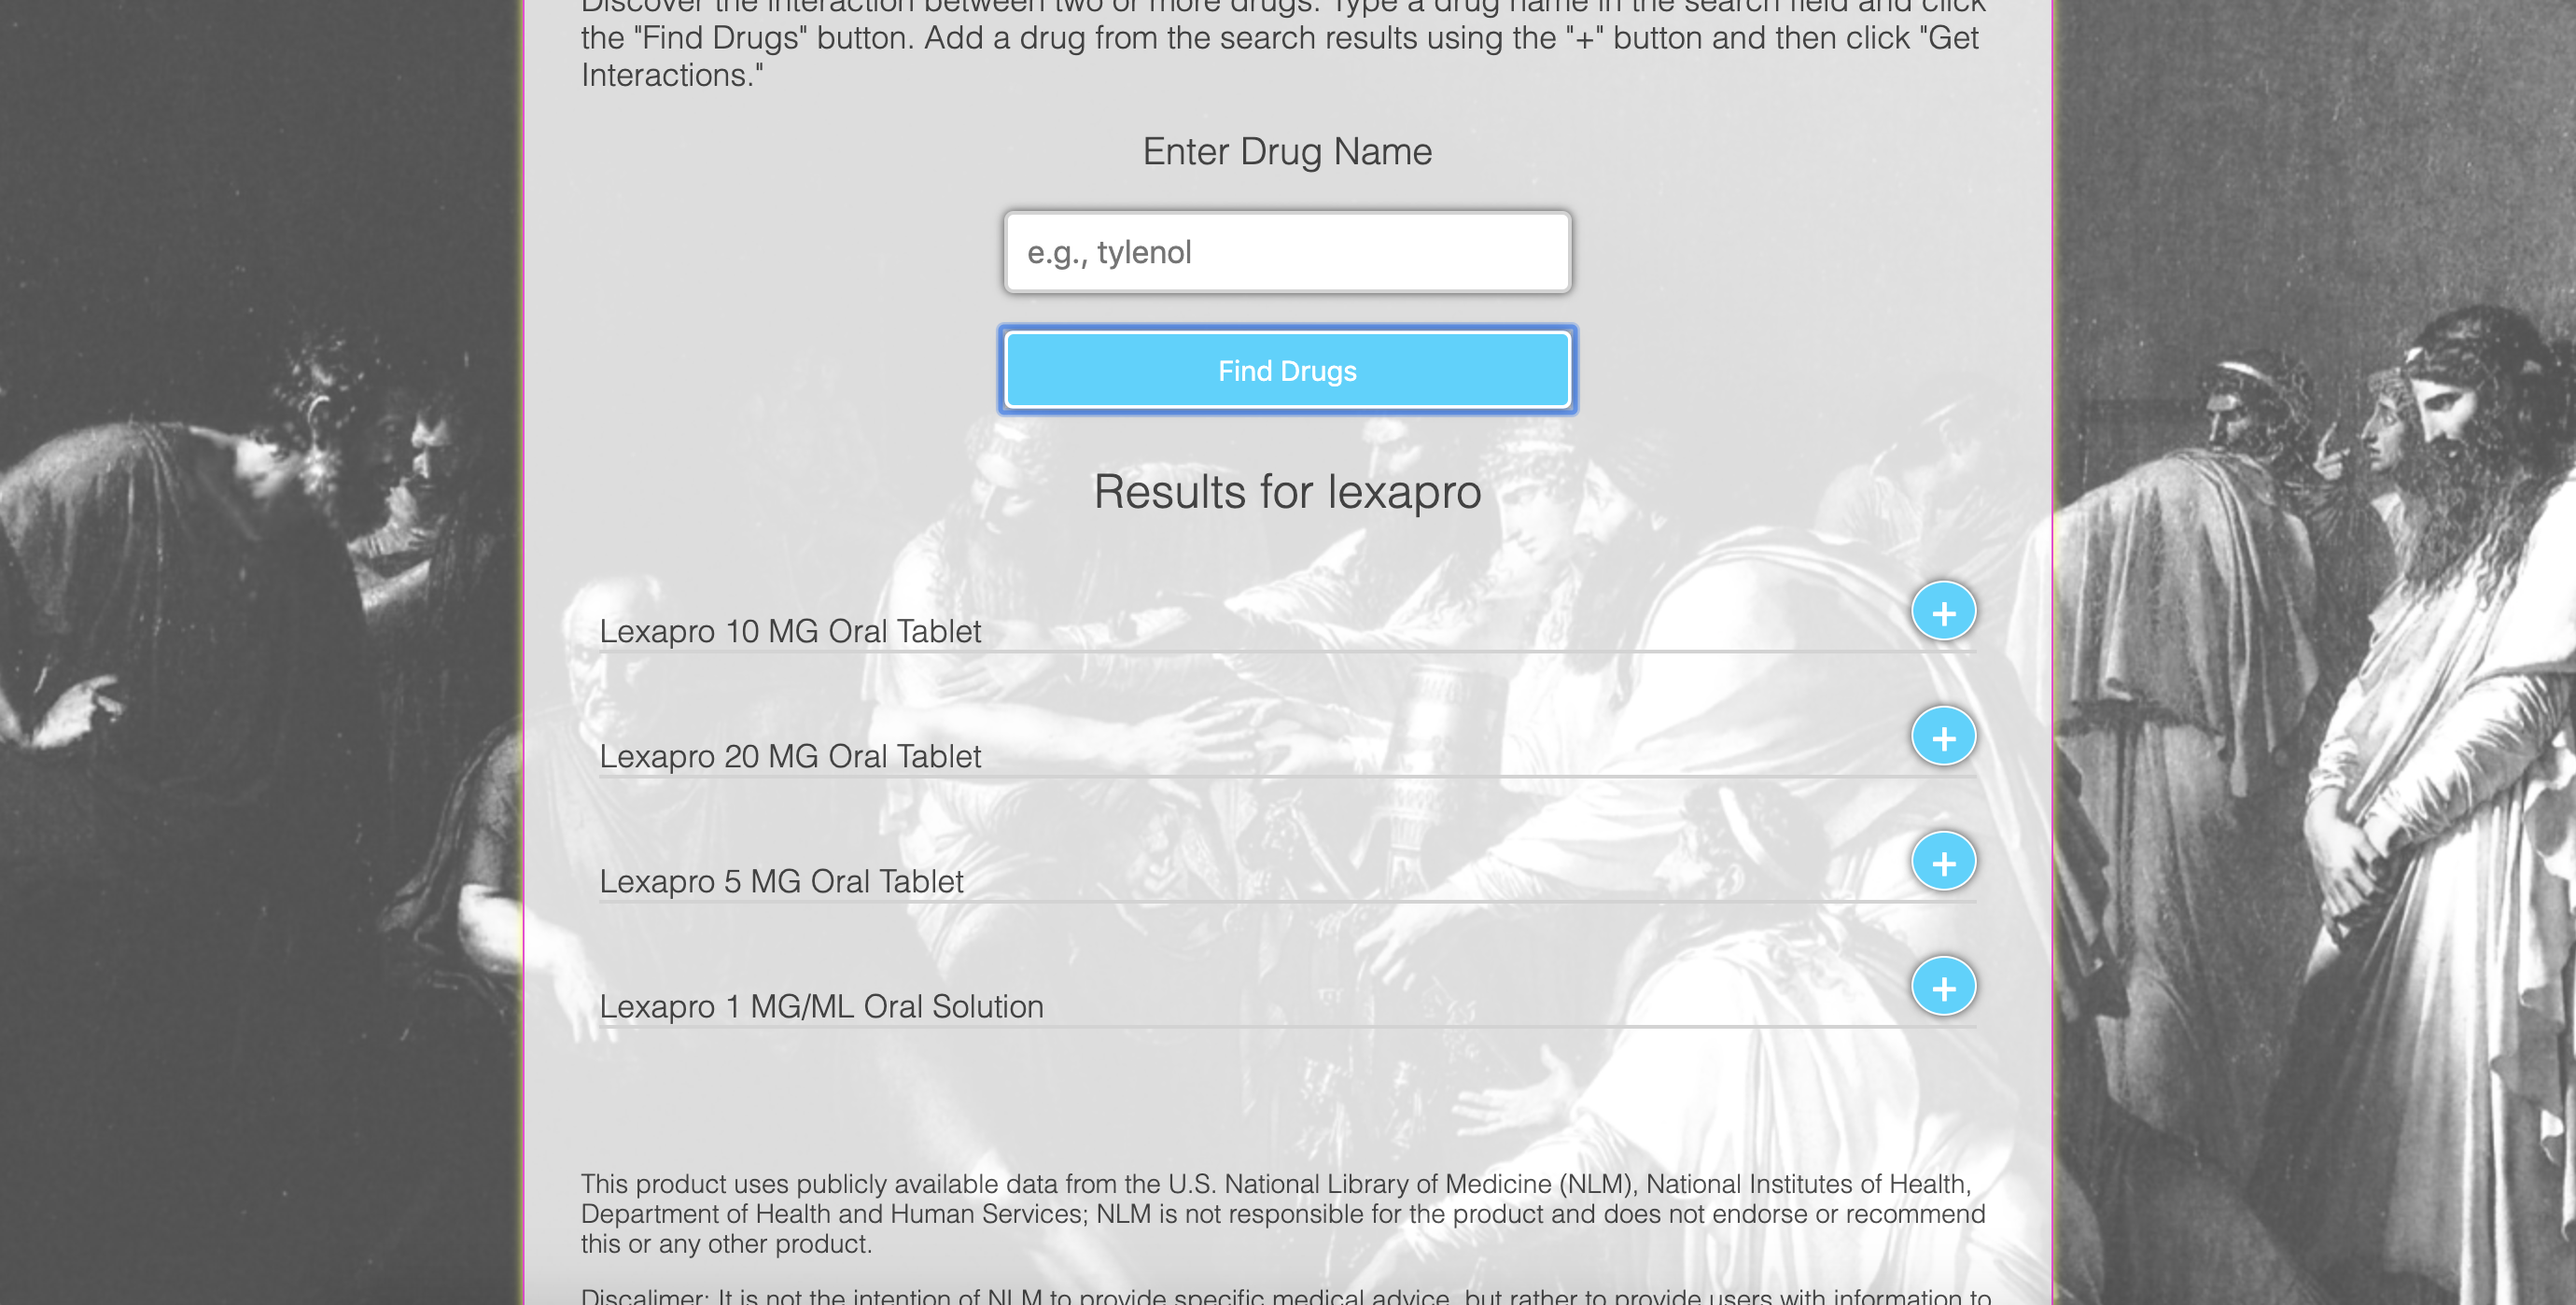 Discover the interaction between two or more drugs. Type a drug name in the search field and click
the "Find Drugs" button. Add a drug from the search results using the "+" button and then click "Get
Interactions."
Enter Drug Name
e.g., tylenol
Find Drugs
Results for lexapro
Lexapro 10 MG Oral Tablet +
Lexapro 20 MG Oral Tablet +
Lexapro 5 MG Oral Tablet +
Lexapro 1 MG/ML Oral Solution +
This product uses publicly available data from the U.S. National Library of Medicine (NLM), National Institutes of Health,
Department of Health and Human Services; NLM is not responsible for the product and does not endorse or recommend
this or any other product.
Discalimer: It is not the intention of NLM to provide specific medical advice, but rather to provide users with information to